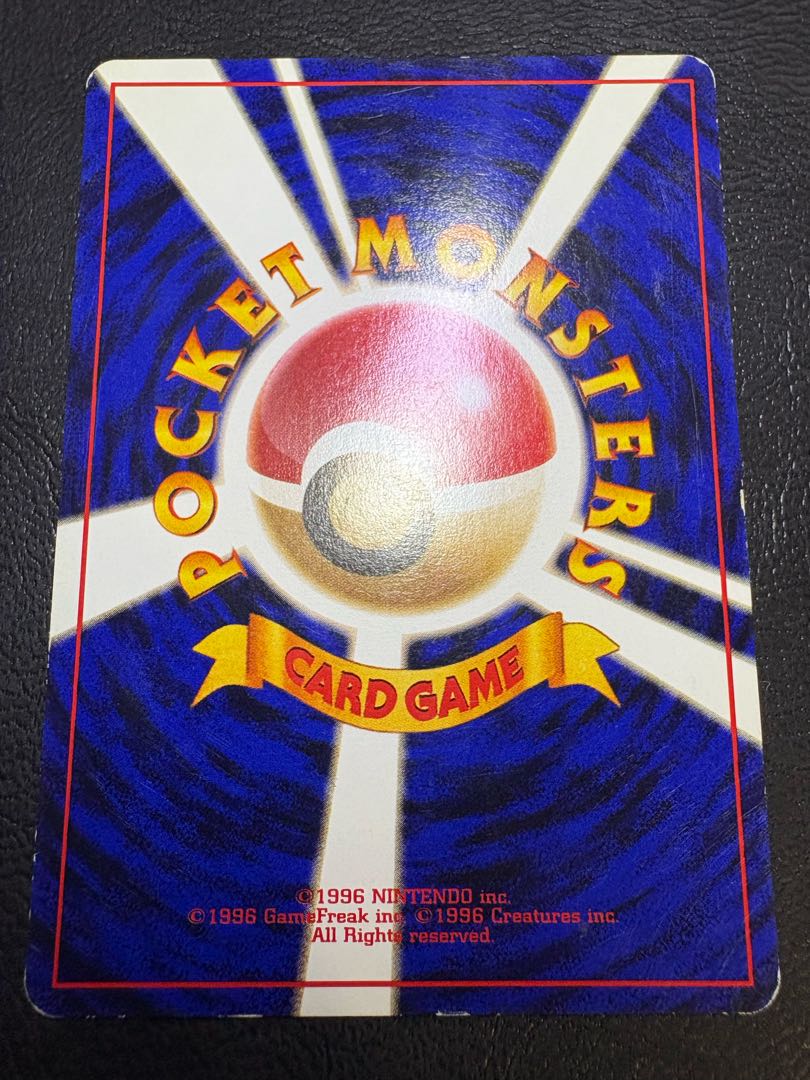 POCKET MONSTERS
CARD GAME
©1996 NINTENDO inc.
©1996 GameFreak inc. ©1996 Creatures inc.
All Rights reserved.